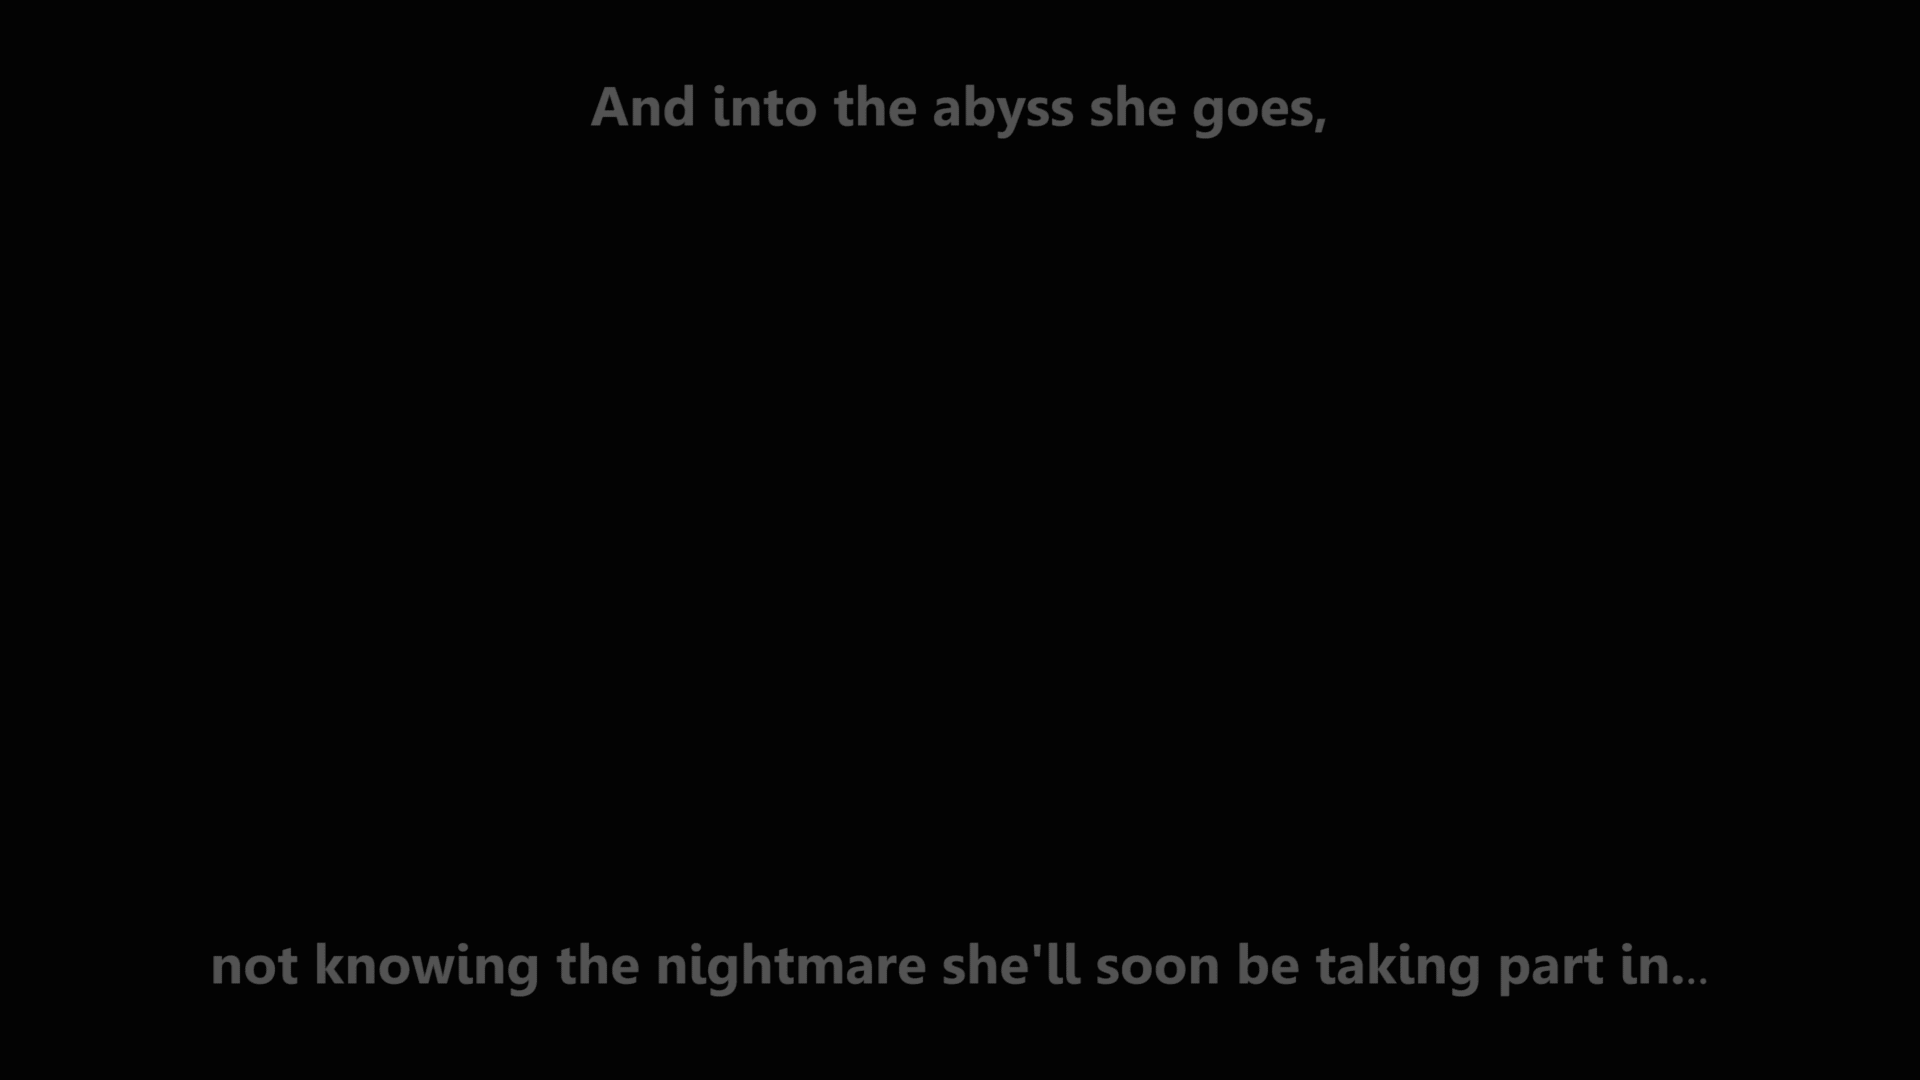 And into the abyss she goes,
not knowing the nightmare she'll soon be taking part in...